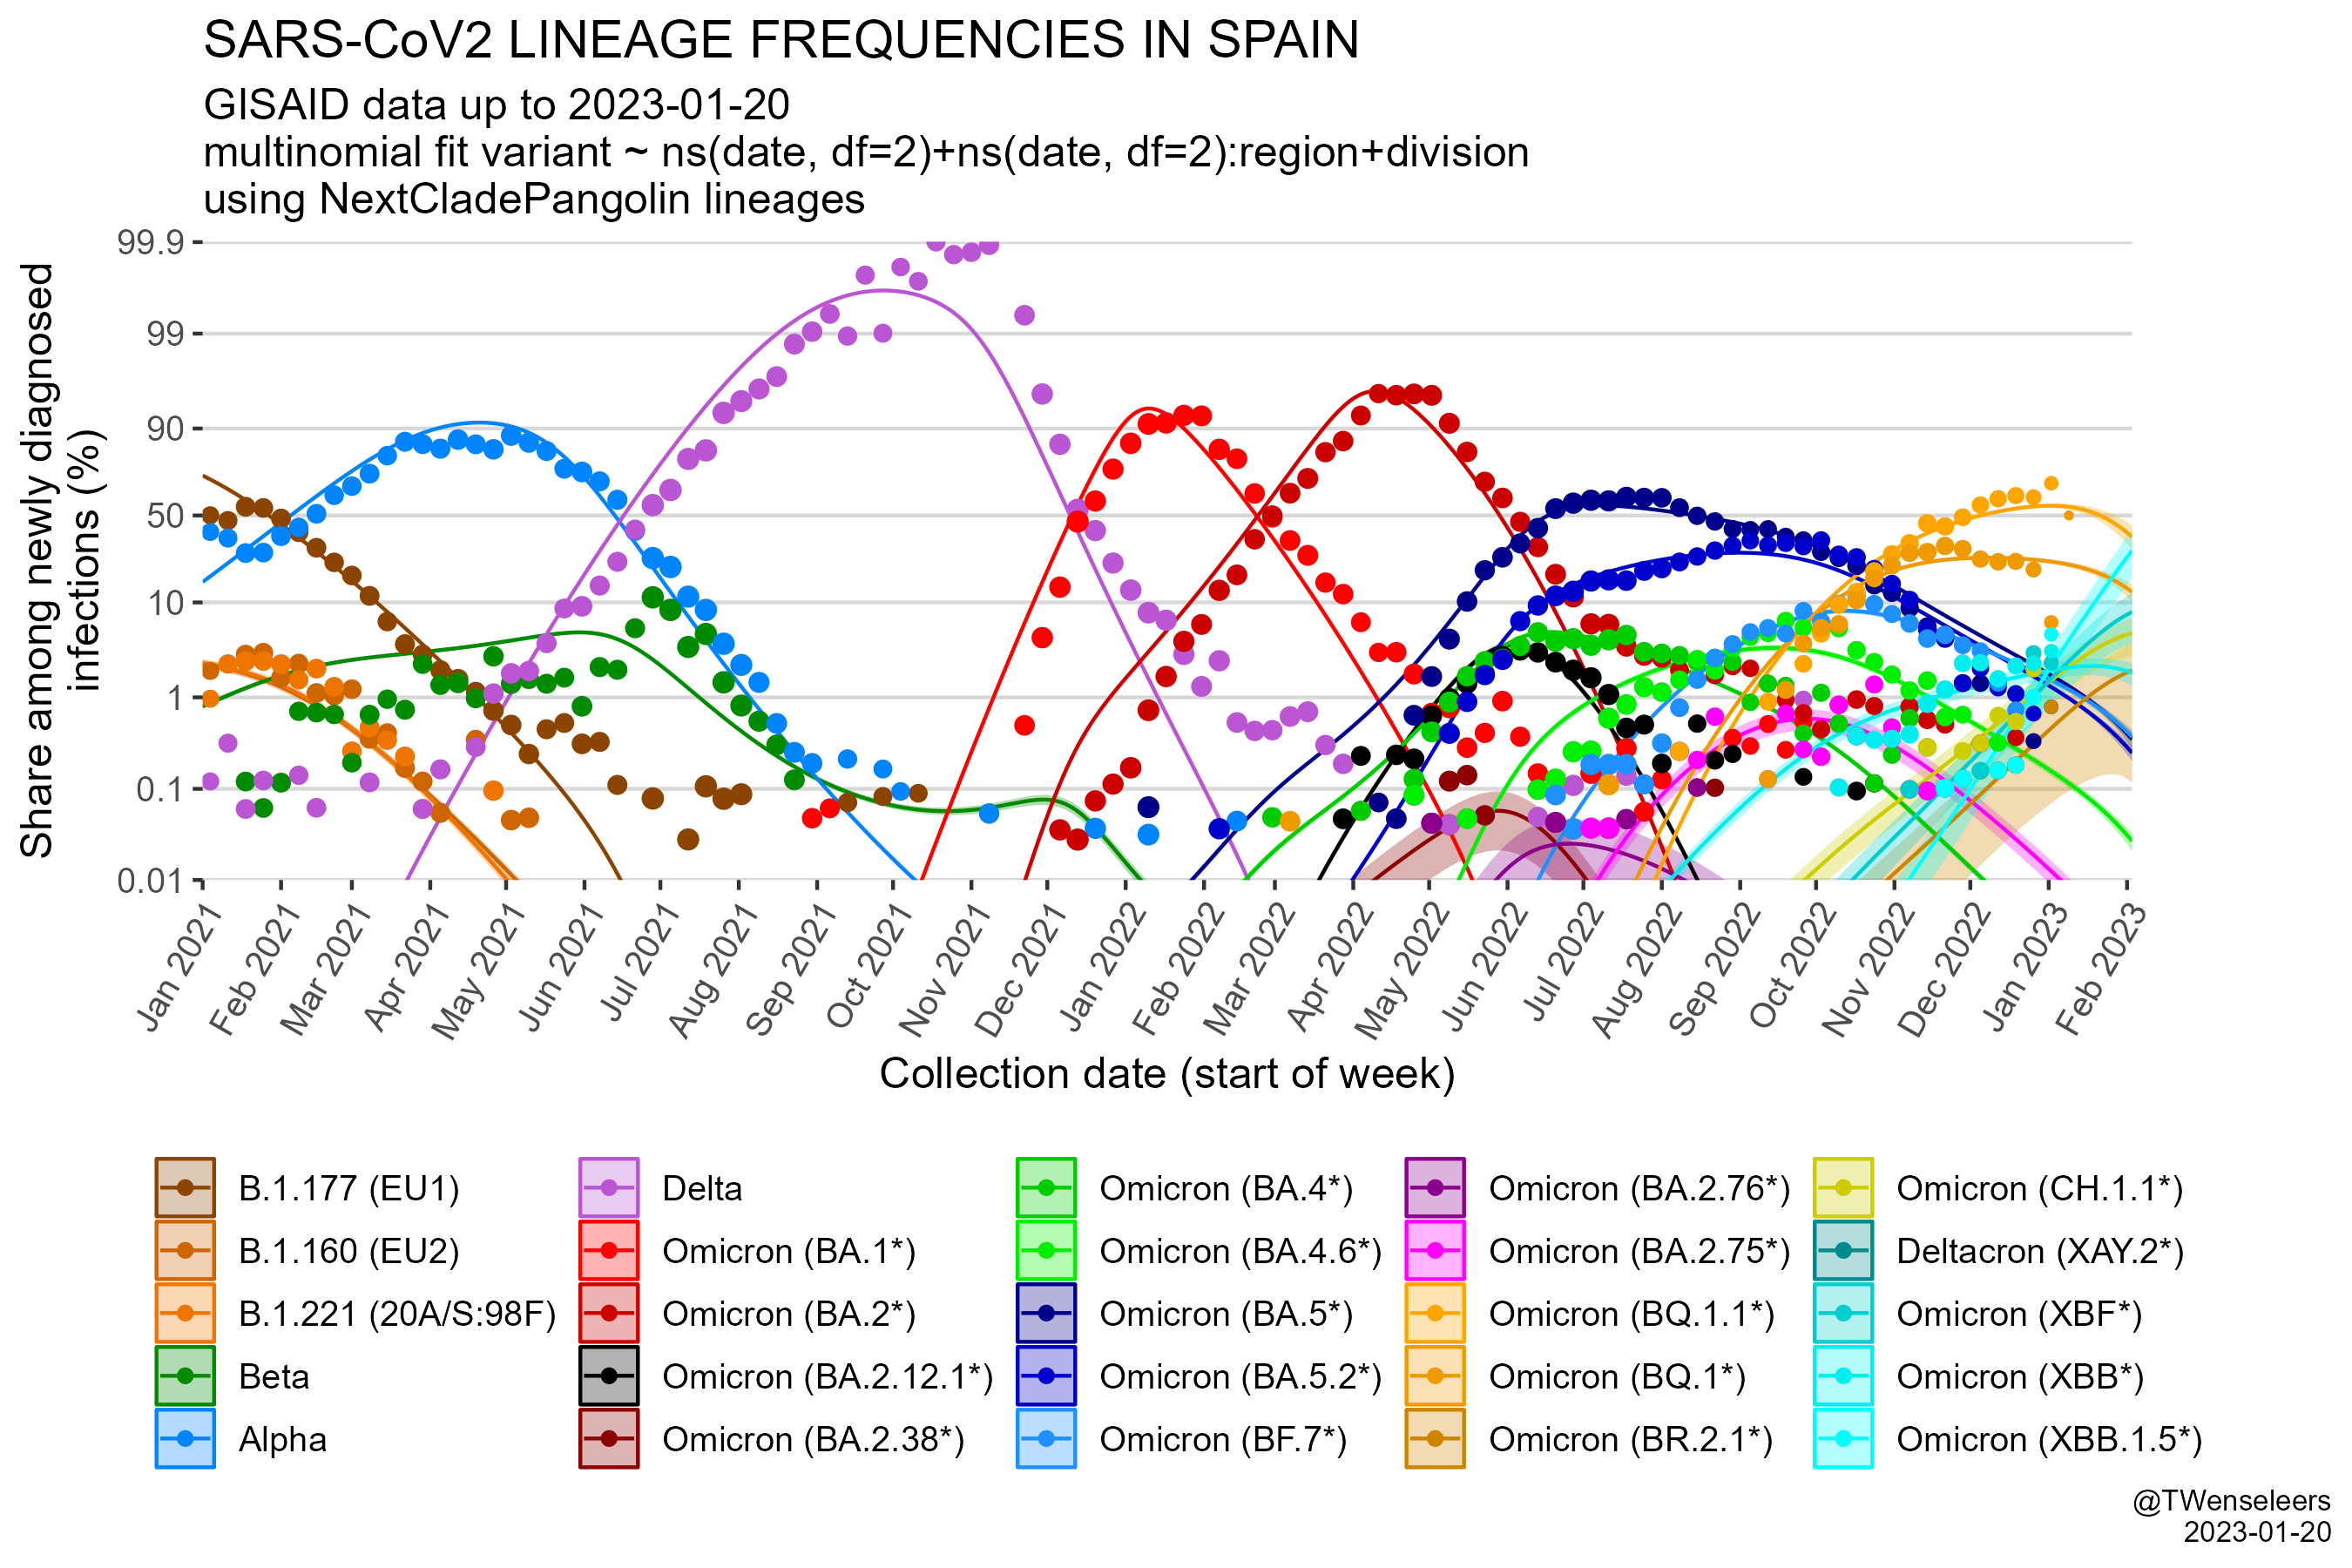 SARS-CoV2 LINEAGE FREQUENCIES IN SPAIN
GISAID data up to 2023-01-20
multinomial fit variant ~ ns(date, df=2)+ns(date, df=2):region+division
using NextCladePangolin lineages
Share among newly diagnosed
infections (%)
99.9
99
90
50
10
1
0.1
0.01
Jan 2021
Feb 2021
Mar 2021
Apr 2021
May 2021
Jun 2021
Jul 2021
Aug 2021
Sep 2021
Oct 2021
Nov 2021
Dec 2021
Jan 2022
Feb 2022
Mar 2022
Apr 2022
May 2022
Jun 2022
Jul 2022
Aug 2022
Sep 2022
Oct 2022
Nov 2022
Dec 2022
Jan 2023
Feb 2023
Collection date (start of week)
B.1.177 (EU1)
B.1.160 (EU2)
B.1.221 (20A/S:98F)
Beta
Alpha
Delta
Omicron (BA.1*)
Omicron (BA.2*)
Omicron (BA.2.12.1*)
Omicron (BA.2.38*)
Omicron (BA.4*)
Omicron (BA.4.6*)
Omicron (BA.5*)
Omicron (BA.5.2*)
Omicron (BF.7*)
Omicron (BA.2.76*)
Omicron (BA.2.75*)
Omicron (BQ.1.1*)
Omicron (BQ.1*)
Omicron (BR.2.1*)
Omicron (CH.1.1*)
Deltacron (XAY.2*)
Omicron (XBF*)
Omicron (XBB*)
Omicron (XBB.1.5*)
@TWenseleers
2023-01-20